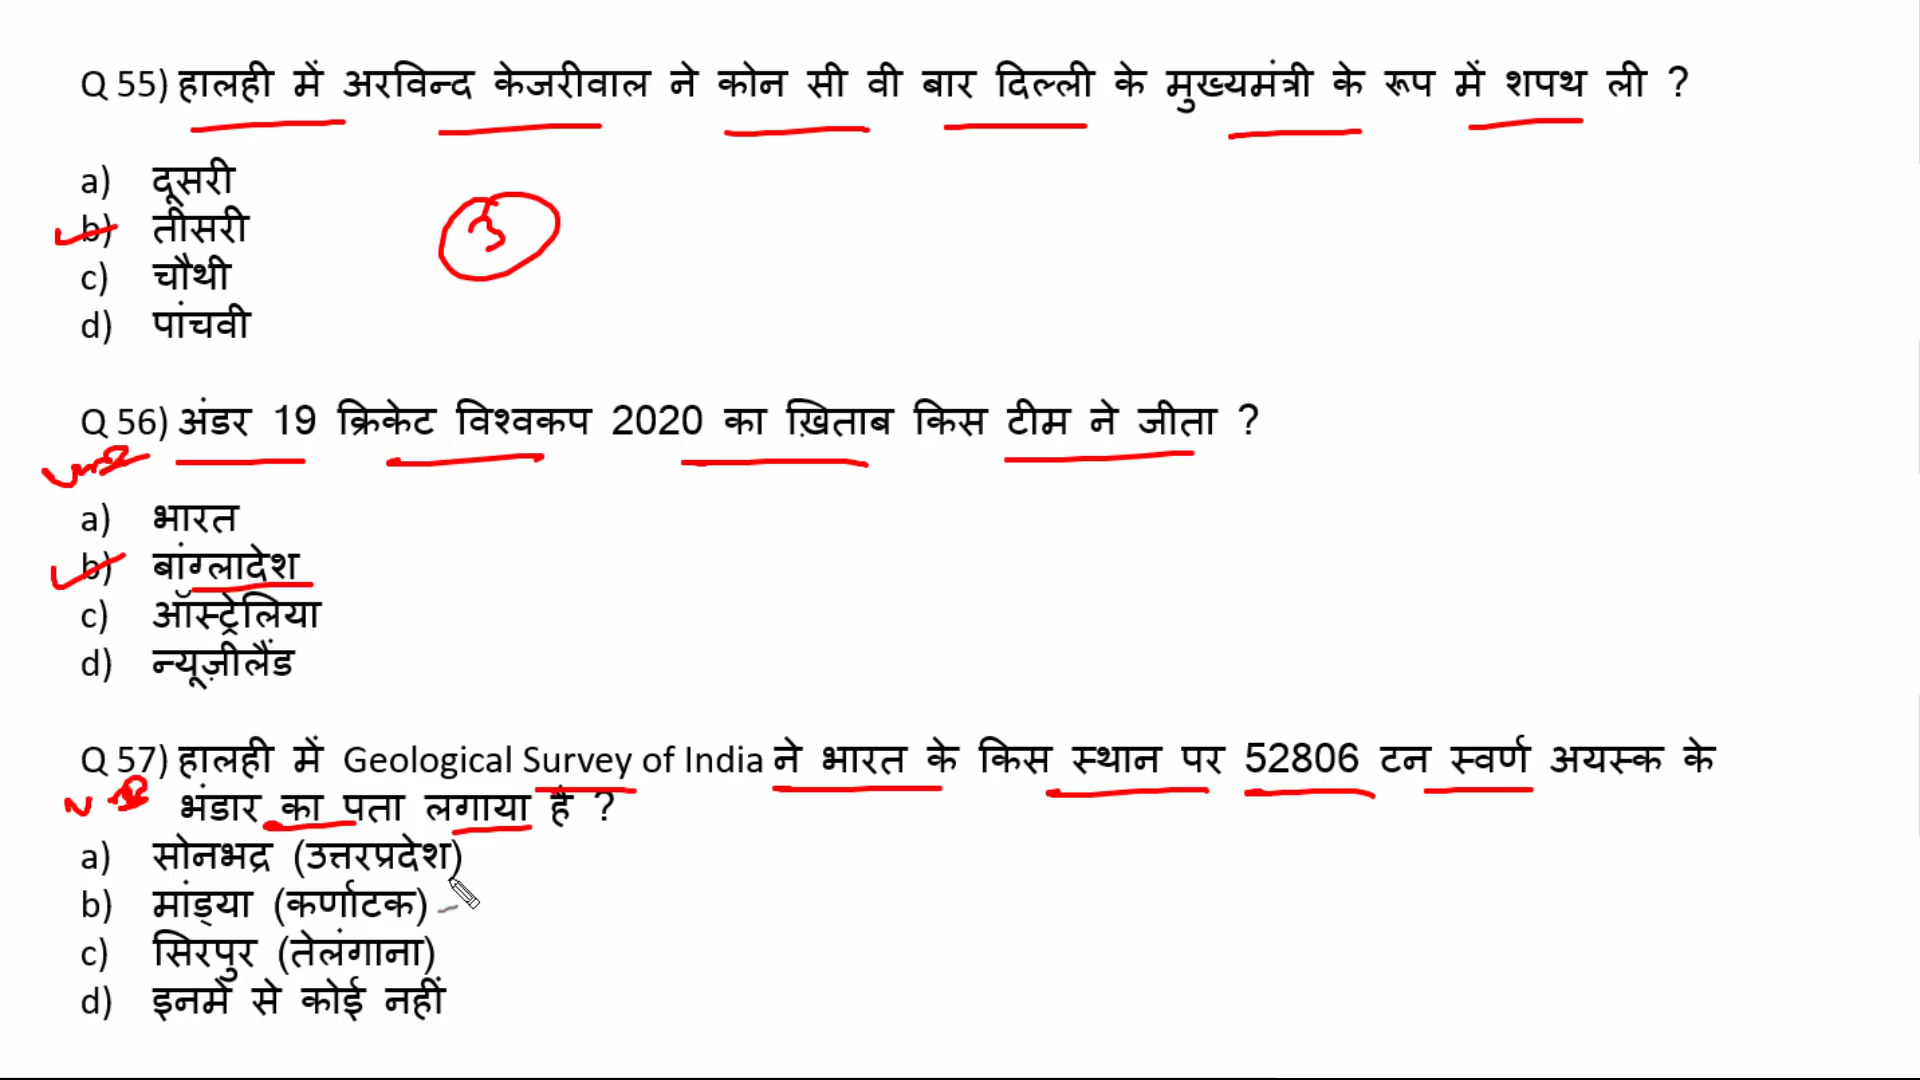 Q 55) हालही में अरविन्द केजरीवाल ने कोन सी वी बार दिल्ली के मुख्यमंत्री के रूप में शपथ ली ?
a) दूसरी
b) तीसरी
3
c) चौथी
d) पांचवी
Q 56) अंडर 19 क्रिकेट विश्वकप 2020 का ख़िताब किस टीम ने जीता ?
a) भारत
b) बांग्लादेश
c) ऑस्ट्रेलिया
d) न्यूज़ीलैंड
Q 57) हालही में Geological Survey of India ने भारत के किस स्थान पर 52806 टन स्वर्ण अयस्क के
भंडार का पता लगाया है ?
a) सोनभद्र (उत्तरप्रदेश)
b) मांड्या (कर्णाटक)
c) सिरपुर (तेलंगाना)
d) इनमे से कोई नहीं